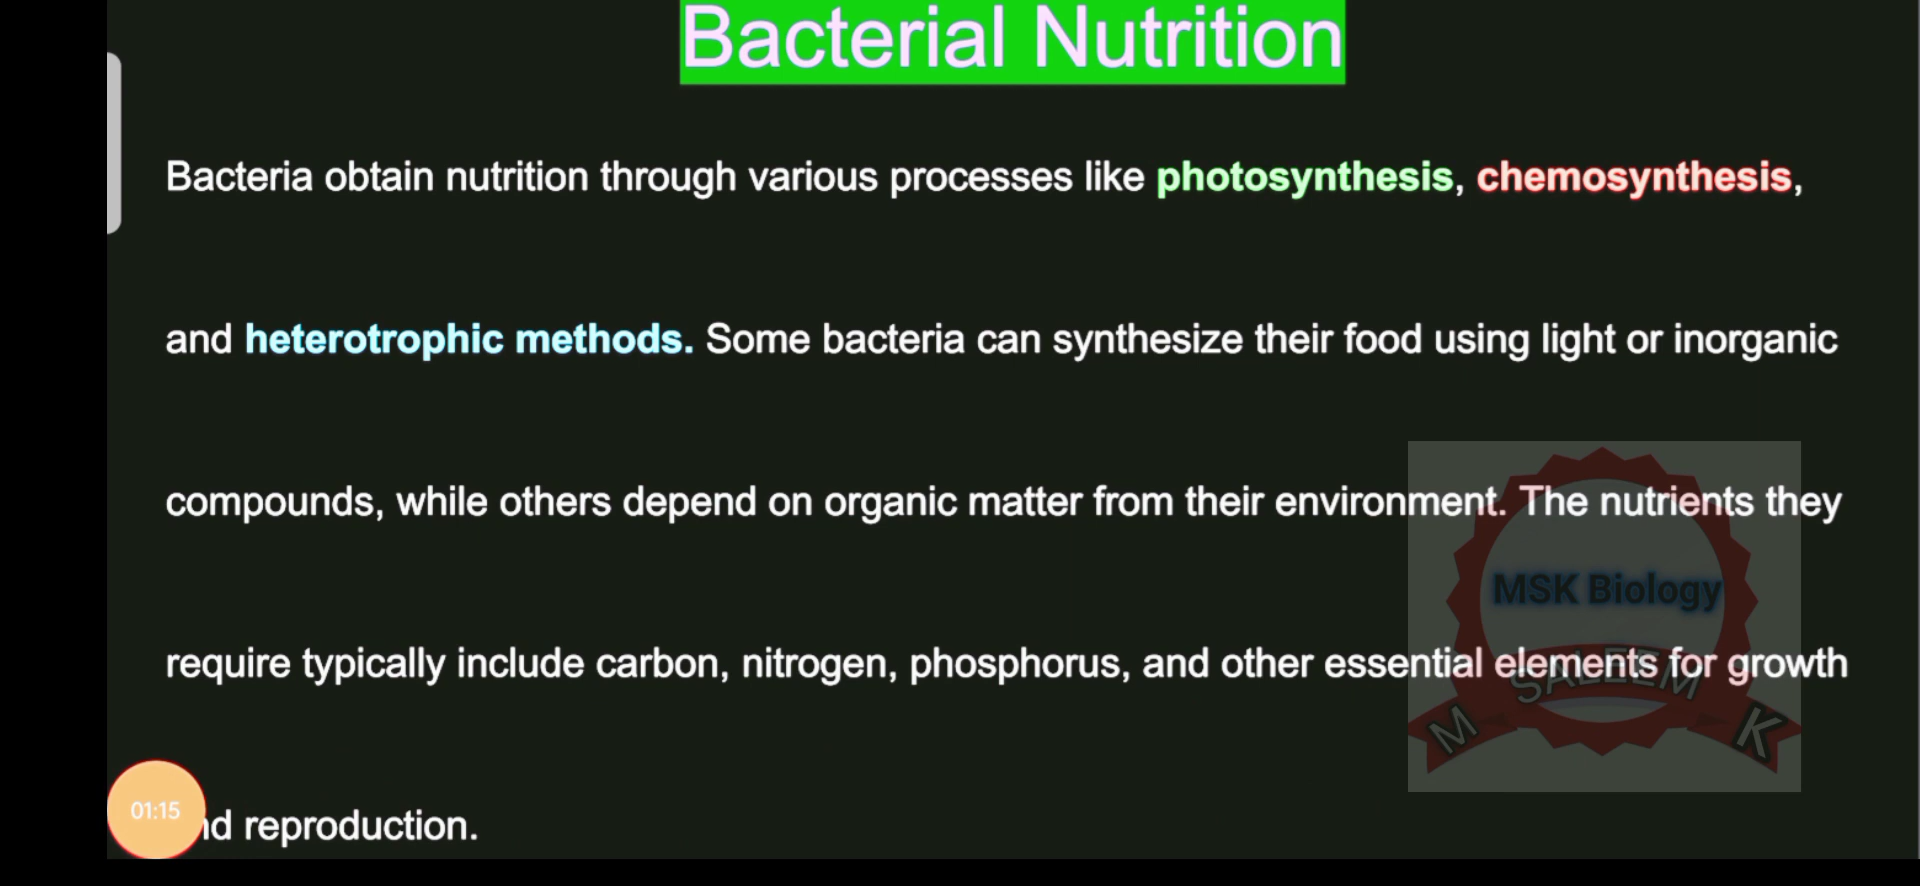 Bacterial Nutrition
Bacteria obtain nutrition through various processes like photosynthesis, chemosynthesis,
and heterotrophic methods. Some bacteria can synthesize their food using light or inorganic
compounds, while others depend on organic matter from their environment. The nutrients they
MSK Biology
require typically include carbon, nitrogen, phosphorus, and other essential elements for growth
M SALEEM K
01:15
nd reproduction.